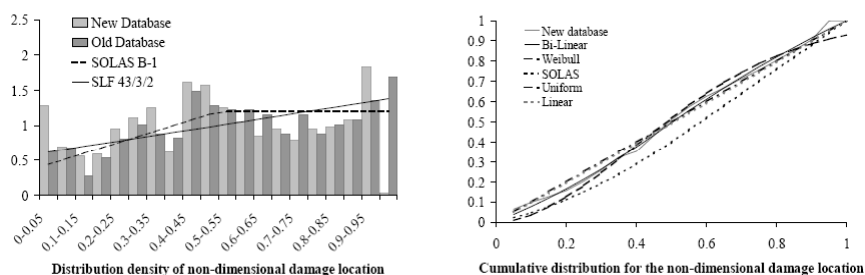 2.5
2
1.5
1
0.5
0
New Database
Old Database
SOLAS B-1
SLF 43/3/2
0-0.05
0.1-0.15
0.2-0.25
0.3-0.35
0.4-0.45
0.5-0.55
0.6-0.65
0.7-0.75
0.8-0.85
0.9-0.95
Distribution density of non-dimensional damage location
1
0.9
0.8
0.7
0.6
0.5
0.4
0.3
0.2
0.1
0
New database
Bi-Linear
Weibull
SOLAS
Uniform
Linear
0 0.2 0.4 0.6 0.8 1
Cumulative distribution for the non-dimensional damage location